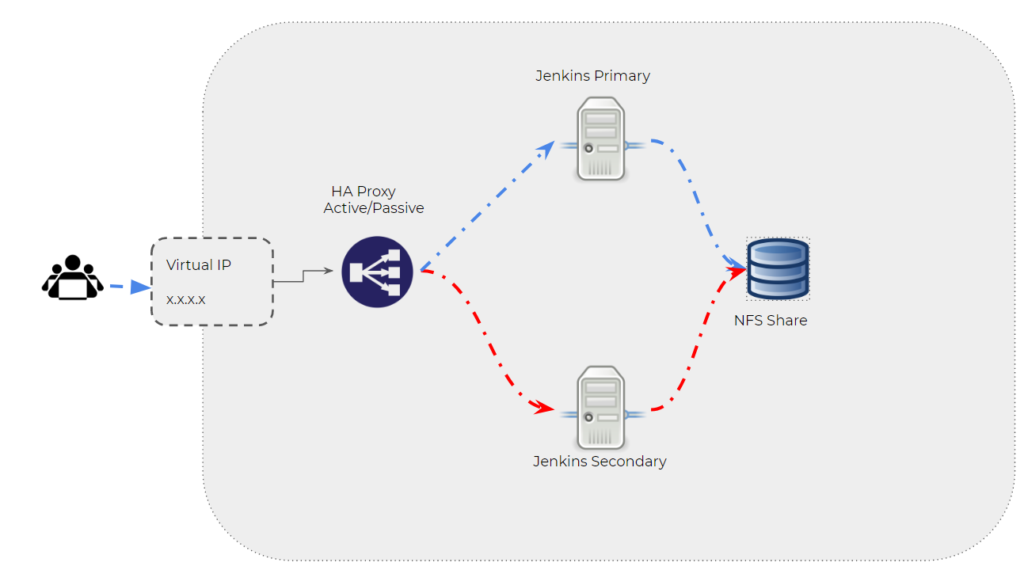 Jenkins Primary
HA Proxy
Active/Passive
Virtual IP
x.x.x.x
NFS Share
Jenkins Secondary